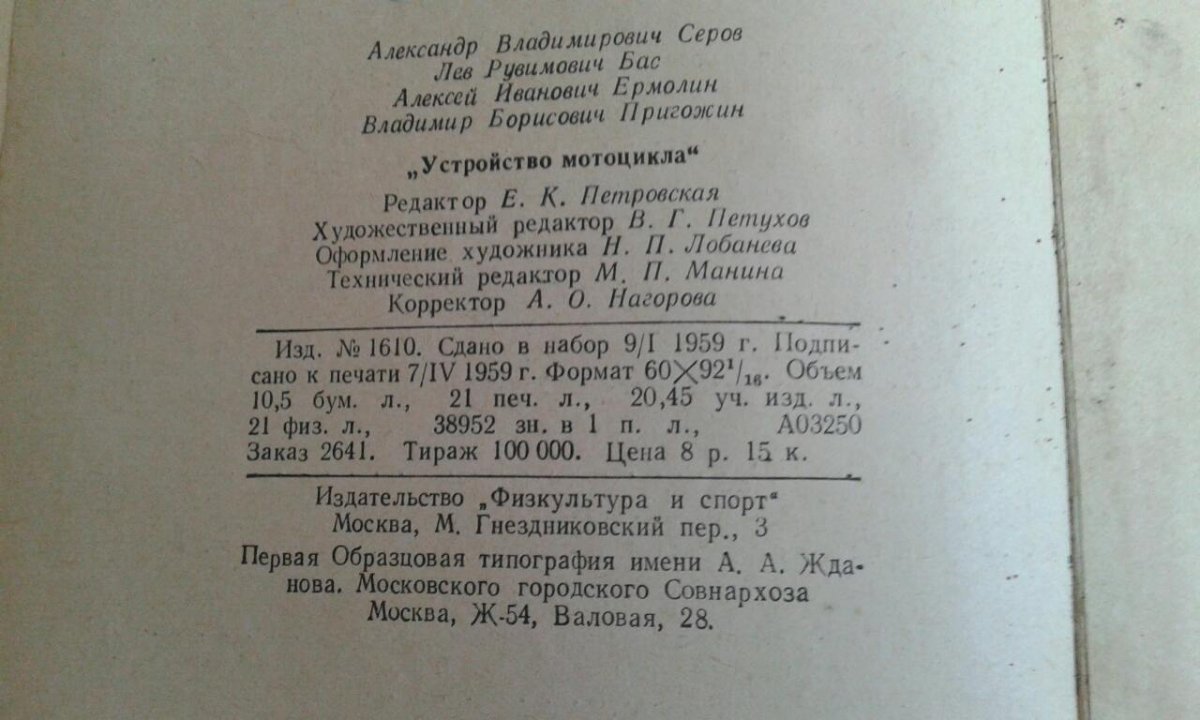 Александр Владимирович Серов
Лев Рувимович Бас
Алексей Иванович Ермолин
Владимир Борисович Пригожин
„Устройство мотоцикла“
Редактор Е. К. Петровская
Художественный редактор В. Г. Петухов
Оформление художника Н. П. Лобанева
Технический редактор М. П. Манина
Корректор А. О. Нагорова
Изд. № 1610. Сдано в набор 9/I 1959 г. Подпи-
сано к печати 7/IV 1959 г. Формат 60×92¹/₁₆. Объем
10,5 бум. л., 21 печ. л., 20,45 уч. изд. л.,
21 физ. л., 38952 зн. в 1 п. л., А03250
Заказ 2641. Тираж 100 000. Цена 8 р. 15 к.
Издательство „Физкультура и спорт“
Москва, М. Гнездниковский пер., 3
Первая Образцовая типография имени А. А. Жда-
нова. Московского городского Совнархоза
Москва, Ж-54, Валовая, 28.